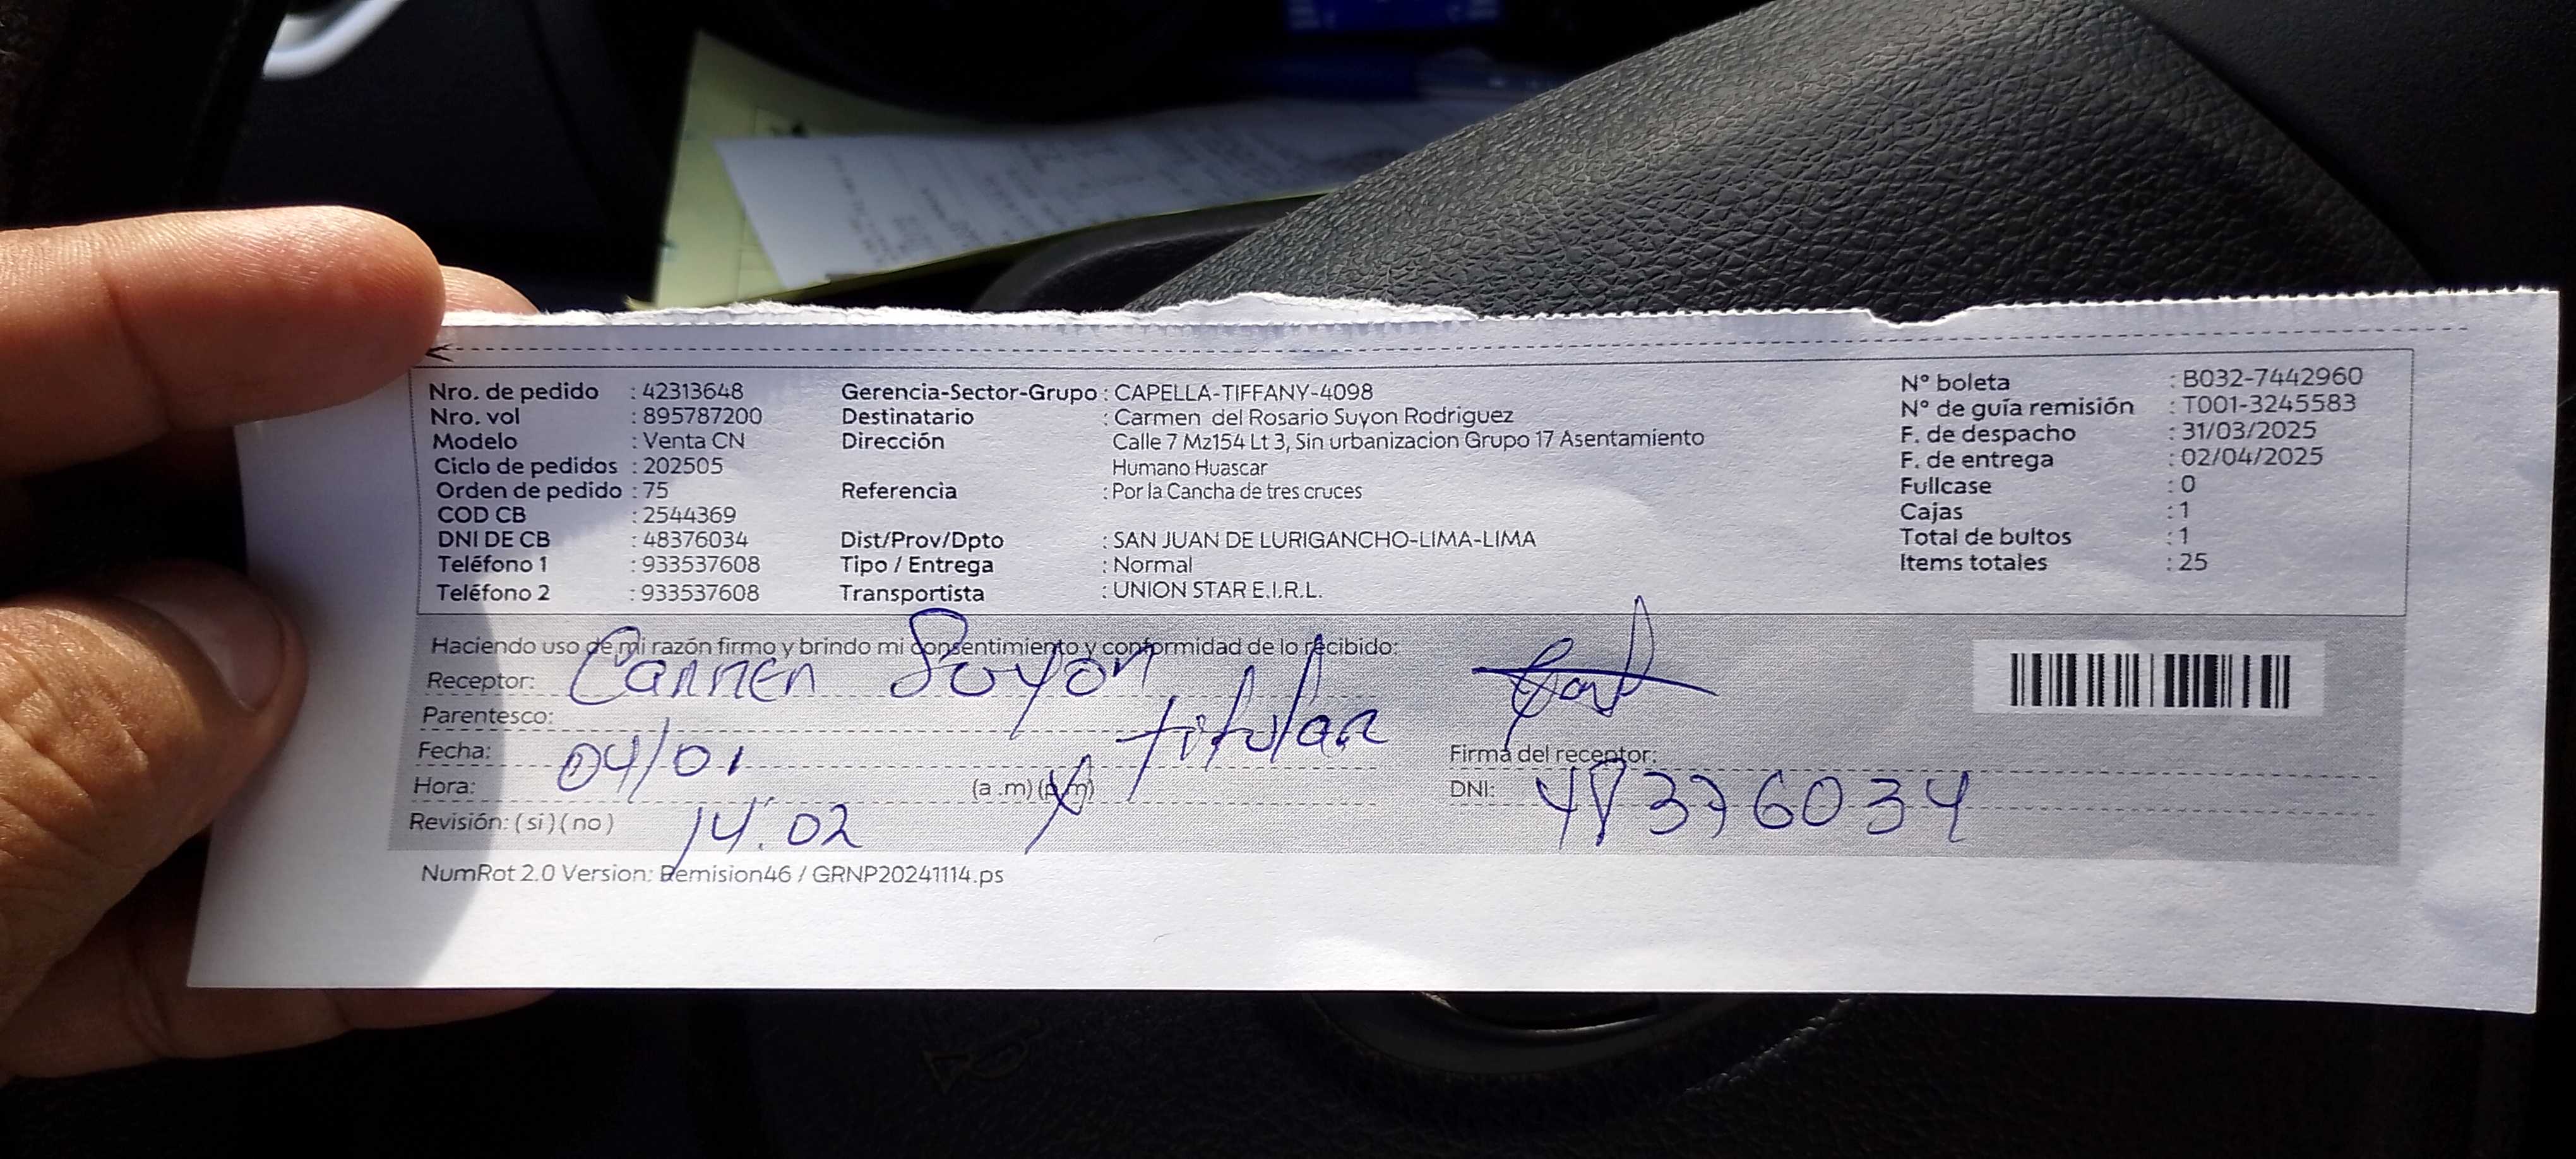 Nro. de pedido : 42313648
Nro. vol : 895787200
Modelo : Venta CN
Ciclo de pedidos : 202505
Orden de pedido : 75
COD CB : 2544369
DNI DE CB : 48376034
Teléfono 1 : 933537608
Teléfono 2 : 933537608
Gerencia-Sector-Grupo : CAPELLA-TIFFANY-4098
Destinatario : Carmen del Rosario Suyon Rodriguez
Dirección Calle 7 Mz154 Lt 3, Sin urbanizacion Grupo 17 Asentamiento
Humano Huascar
Referencia : Por la Cancha de tres cruces
Dist/Prov/Dpto : SAN JUAN DE LURIGANCHO-LIMA-LIMA
Tipo / Entrega : Normal
Transportista : UNION STAR E.I.R.L.
N° boleta : B032-7442960
N° de guía remisión : T001-3245583
F. de despacho : 31/03/2025
F. de entrega : 02/04/2025
Fullcase : 0
Cajas : 1
Total de bultos : 1
Items totales : 25
Haciendo uso de mi razón firmo y brindo mi consentimiento y conformidad de lo recibido:
Receptor: Carmen Suyon
Parentesco: titular
Fecha: 04/01
Hora: 14:02 (a .m) (p.m)
Revisión: ( si ) ( no )
Firma del receptor:
DNI: 48376034
NumRot 2.0 Version: Remision46 / GRNP20241114.ps